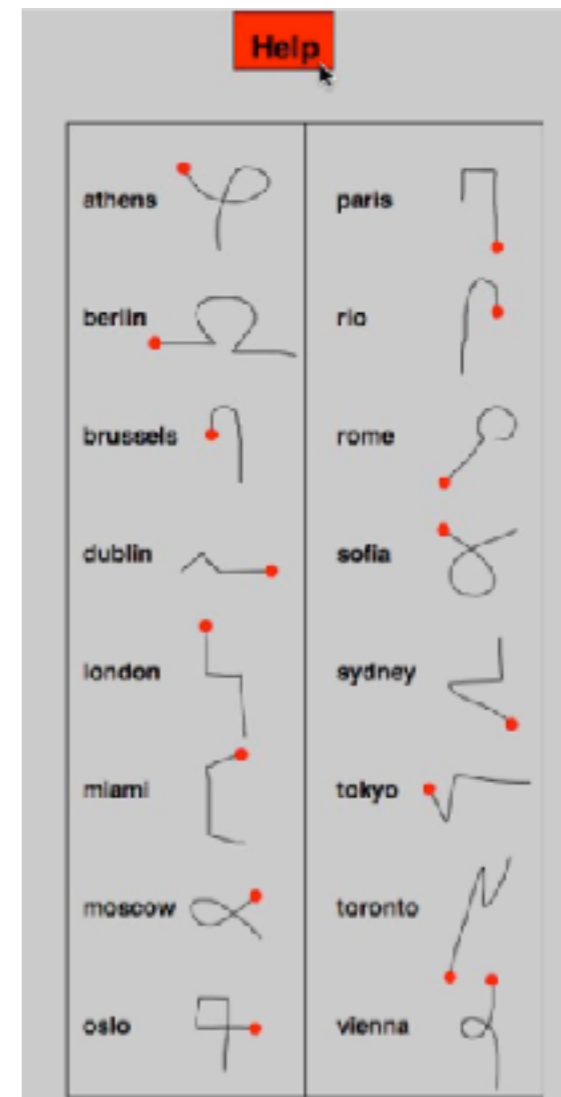 Help
athens
paris
berlin
rio
brussels
rome
dublin
sofia
london
sydney
miami
tokyo
moscow
toronto
oslo
vienna